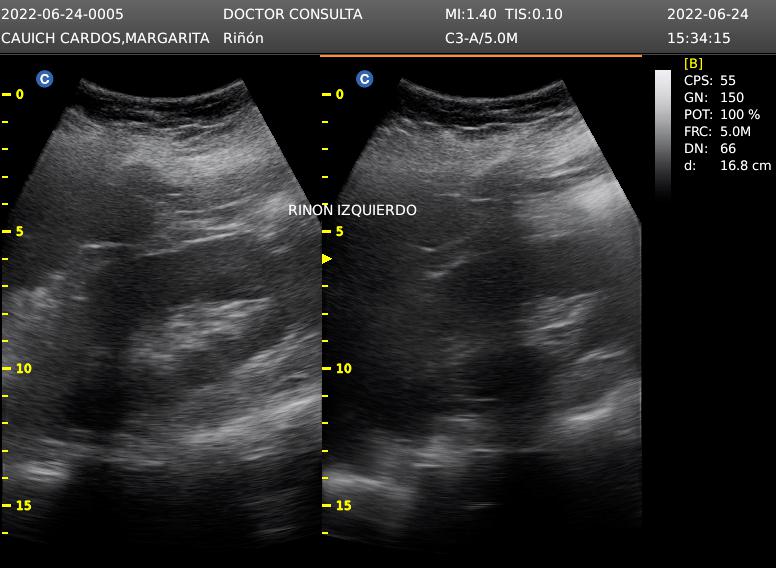 2022-06-24-0005 DOCTOR CONSULTA MI:1.40 TIS:0.10 2022-06-24
CAUICH CARDOS,MARGARITA Riñón C3-A/5.0M 15:34:15
[B]
CPS: 55
GN: 150
POT: 100 %
FRC: 5.0M
DN: 66
d: 16.8 cm
C C
0 0
RINON IZQUIERDO
5 5
10 10
15 15